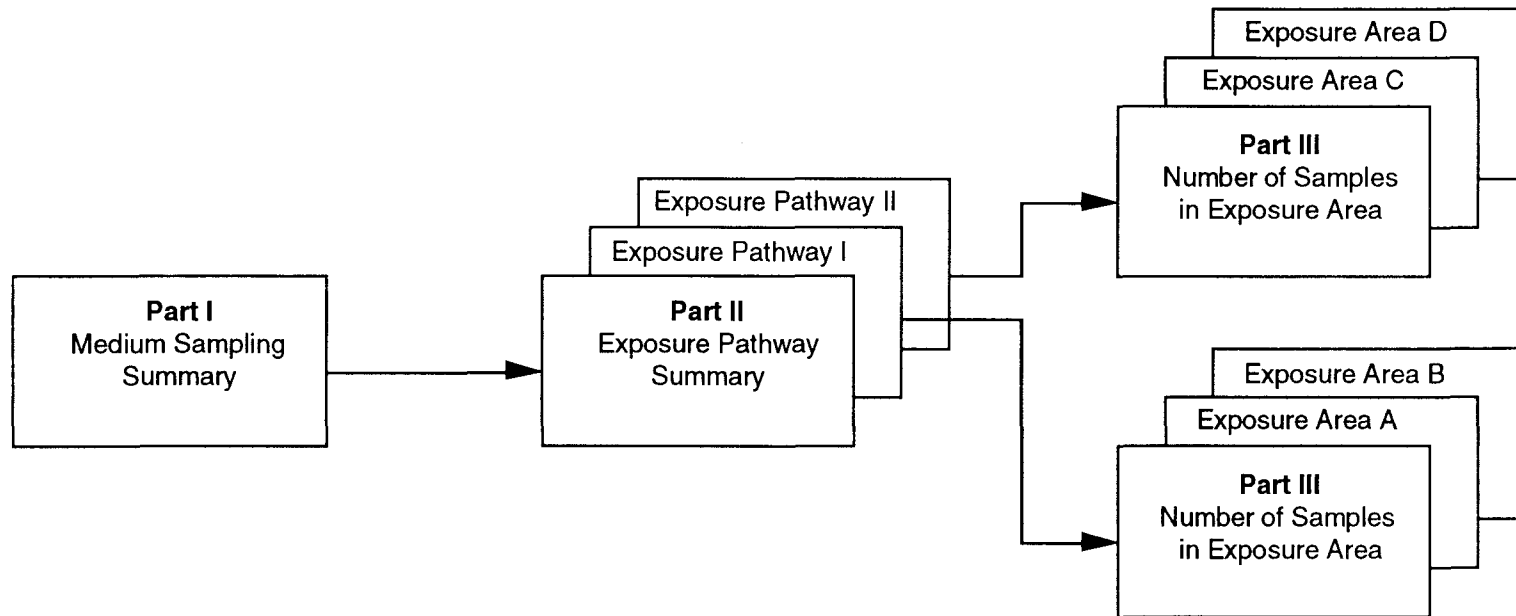 Part I
Medium Sampling
Summary
Exposure Pathway II
Exposure Pathway I
Part II
Exposure Pathway
Summary
Exposure Area D
Exposure Area C
Part III
Number of Samples
in Exposure Area
Exposure Area B
Exposure Area A
Part III
Number of Samples
in Exposure Area